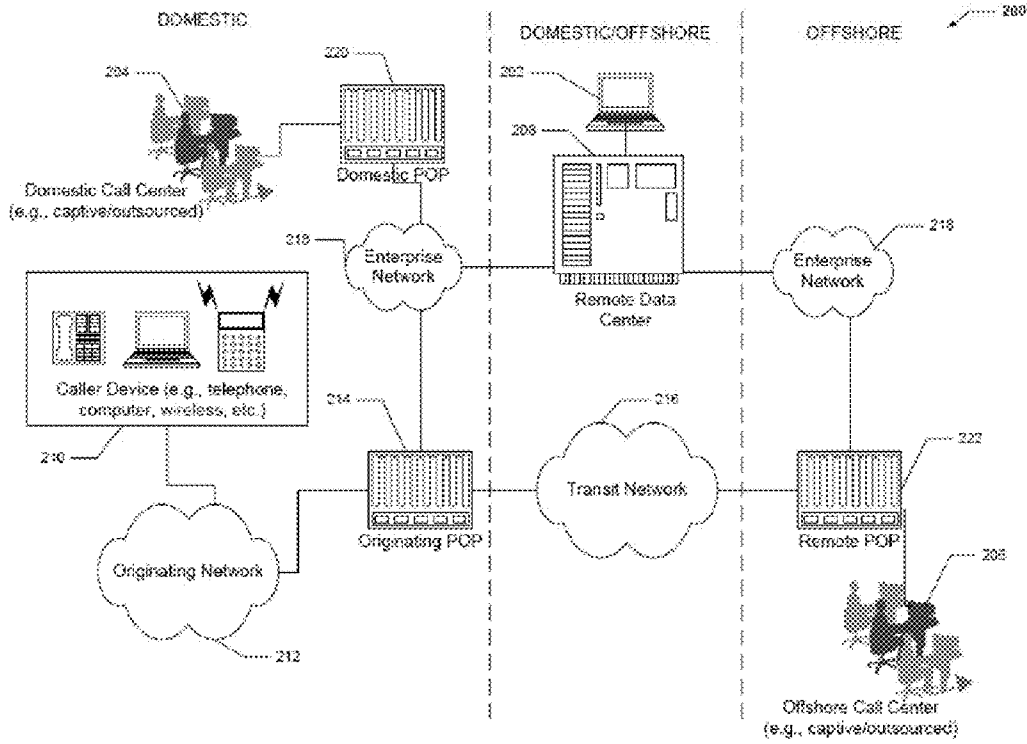 DOMESTIC
DOMESTIC/OFFSHORE
OFFSHORE
200
220
204
202
208
Domestic POP
Domestic Call Center
(e.g., captive/outsourced)
218
Enterprise
Network
218
Enterprise
Network
Remote Data
Center
Caller Device (e.g., telephone,
computer, wireless, etc.)
210
214
216
222
Transit Network
Originating POP
Remote POP
Originating Network
206
212
Offshore Call Center
(e.g., captive/outsourced)